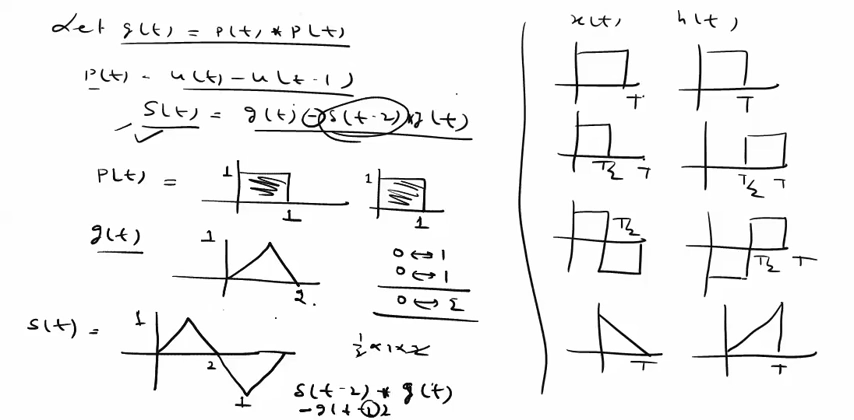 Let g(t) = p(t) * p(t)
P(t) - u(t) - u(t-1)
S(t) = g(t) - δ(t-2) * g(t)
P(t) =
1
1
1
1
g(t)
1
2.
0 ↔ 1
0 ↔ 1
0 ↔ 2
s(t) =
1
2
1
½ × 1 × 2
δ(t-2) * g(t)
x(t)
h(t)
T
T
T/2
T
T/2
T
T/2
T/2
T
T
T